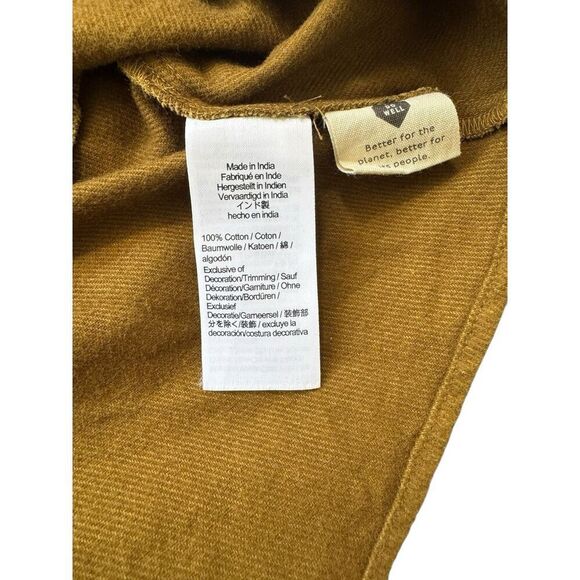 Made in India
Fabriqué en Inde
Hergestellt in Indien
Vervaardigd in India
インド製
hecho en india
100% Cotton / Coton /
Baumwolle / Katoen / 綿 /
algodón
Exclusive of
Decoration/Trimming / Sauf
Décoration/Garniture / Ohne
Dekoration/Bordüren /
Exclusief
Decoratie/Garneersel / 装飾部
分を除く/装飾 / excluye la
decoración/costura decorativa
DO
WELL
Better for the
planet, better for
people.